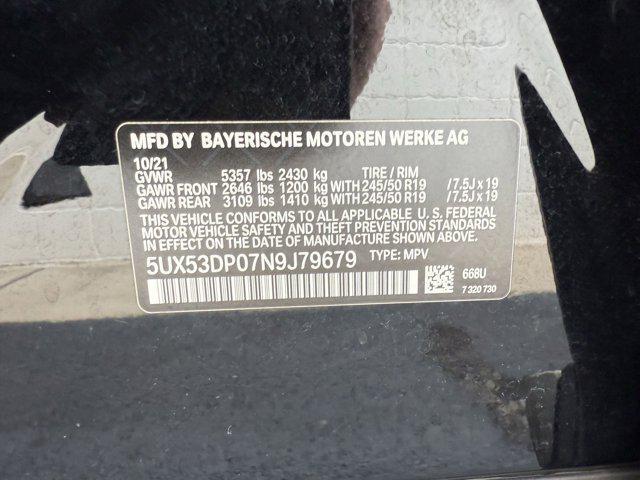 MFD BY BAYERISCHE MOTOREN WERKE AG
10/21
GVWR 5357 lbs 2430 kg TIRE / RIM
GAWR FRONT 2646 lbs 1200 kg WITH 245/50 R19 / 7.5J x 19
GAWR REAR 3109 lbs 1410 kg WITH 245/50 R19 / 7.5J x 19
THIS VEHICLE CONFORMS TO ALL APPLICABLE U. S. FEDERAL
MOTOR VEHICLE SAFETY AND THEFT PREVENTION STANDARDS
IN EFFECT ON THE DATE OF MANUFACTURE SHOWN ABOVE.
5UX53DP07N9J79679 TYPE: MPV
668U
7 320 730